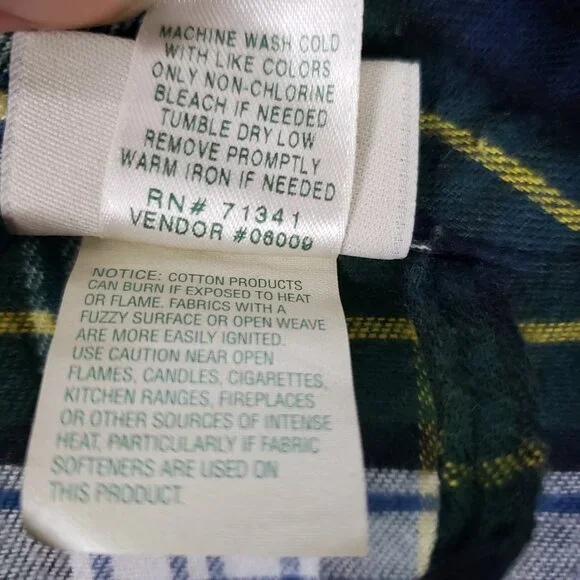 MACHINE WASH COLD
WITH LIKE COLORS
ONLY NON-CHLORINE
BLEACH IF NEEDED
TUMBLE DRY LOW
REMOVE PROMPTLY
WARM IRON IF NEEDED
RN# 71341
VENDOR #06009
NOTICE: COTTON PRODUCTS
CAN BURN IF EXPOSED TO HEAT
OR FLAME. FABRICS WITH A
FUZZY SURFACE OR OPEN WEAVE
ARE MORE EASILY IGNITED.
USE CAUTION NEAR OPEN
FLAMES, CANDLES, CIGARETTES,
KITCHEN RANGES, FIREPLACES
OR OTHER SOURCES OF INTENSE
HEAT, PARTICULARLY IF FABRIC
SOFTENERS ARE USED ON
THIS PRODUCT.